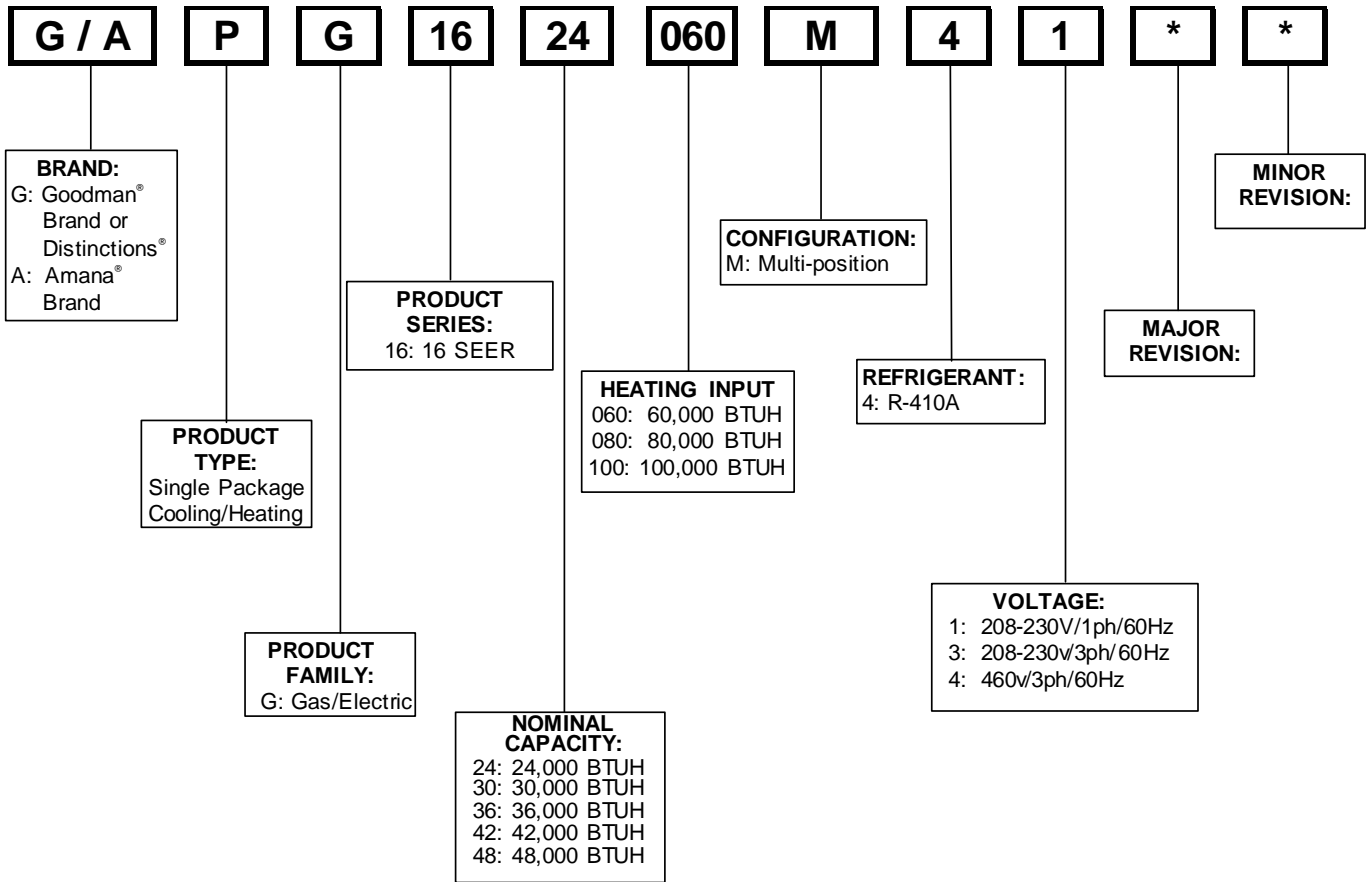 G / A P G 16 24 060 M 4 1 * *
BRAND:
G: Goodman®
Brand or
Distinctions®
A: Amana®
Brand
PRODUCT
TYPE:
Single Package
Cooling/Heating
PRODUCT
FAMILY:
G: Gas/Electric
PRODUCT
SERIES:
16: 16 SEER
NOMINAL
CAPACITY:
24: 24,000 BTUH
30: 30,000 BTUH
36: 36,000 BTUH
42: 42,000 BTUH
48: 48,000 BTUH
HEATING INPUT
060: 60,000 BTUH
080: 80,000 BTUH
100: 100,000 BTUH
CONFIGURATION:
M: Multi-position
REFRIGERANT:
4: R-410A
VOLTAGE:
1: 208-230V/1ph/60Hz
3: 208-230v/3ph/60Hz
4: 460v/3ph/60Hz
MAJOR
REVISION:
MINOR
REVISION: